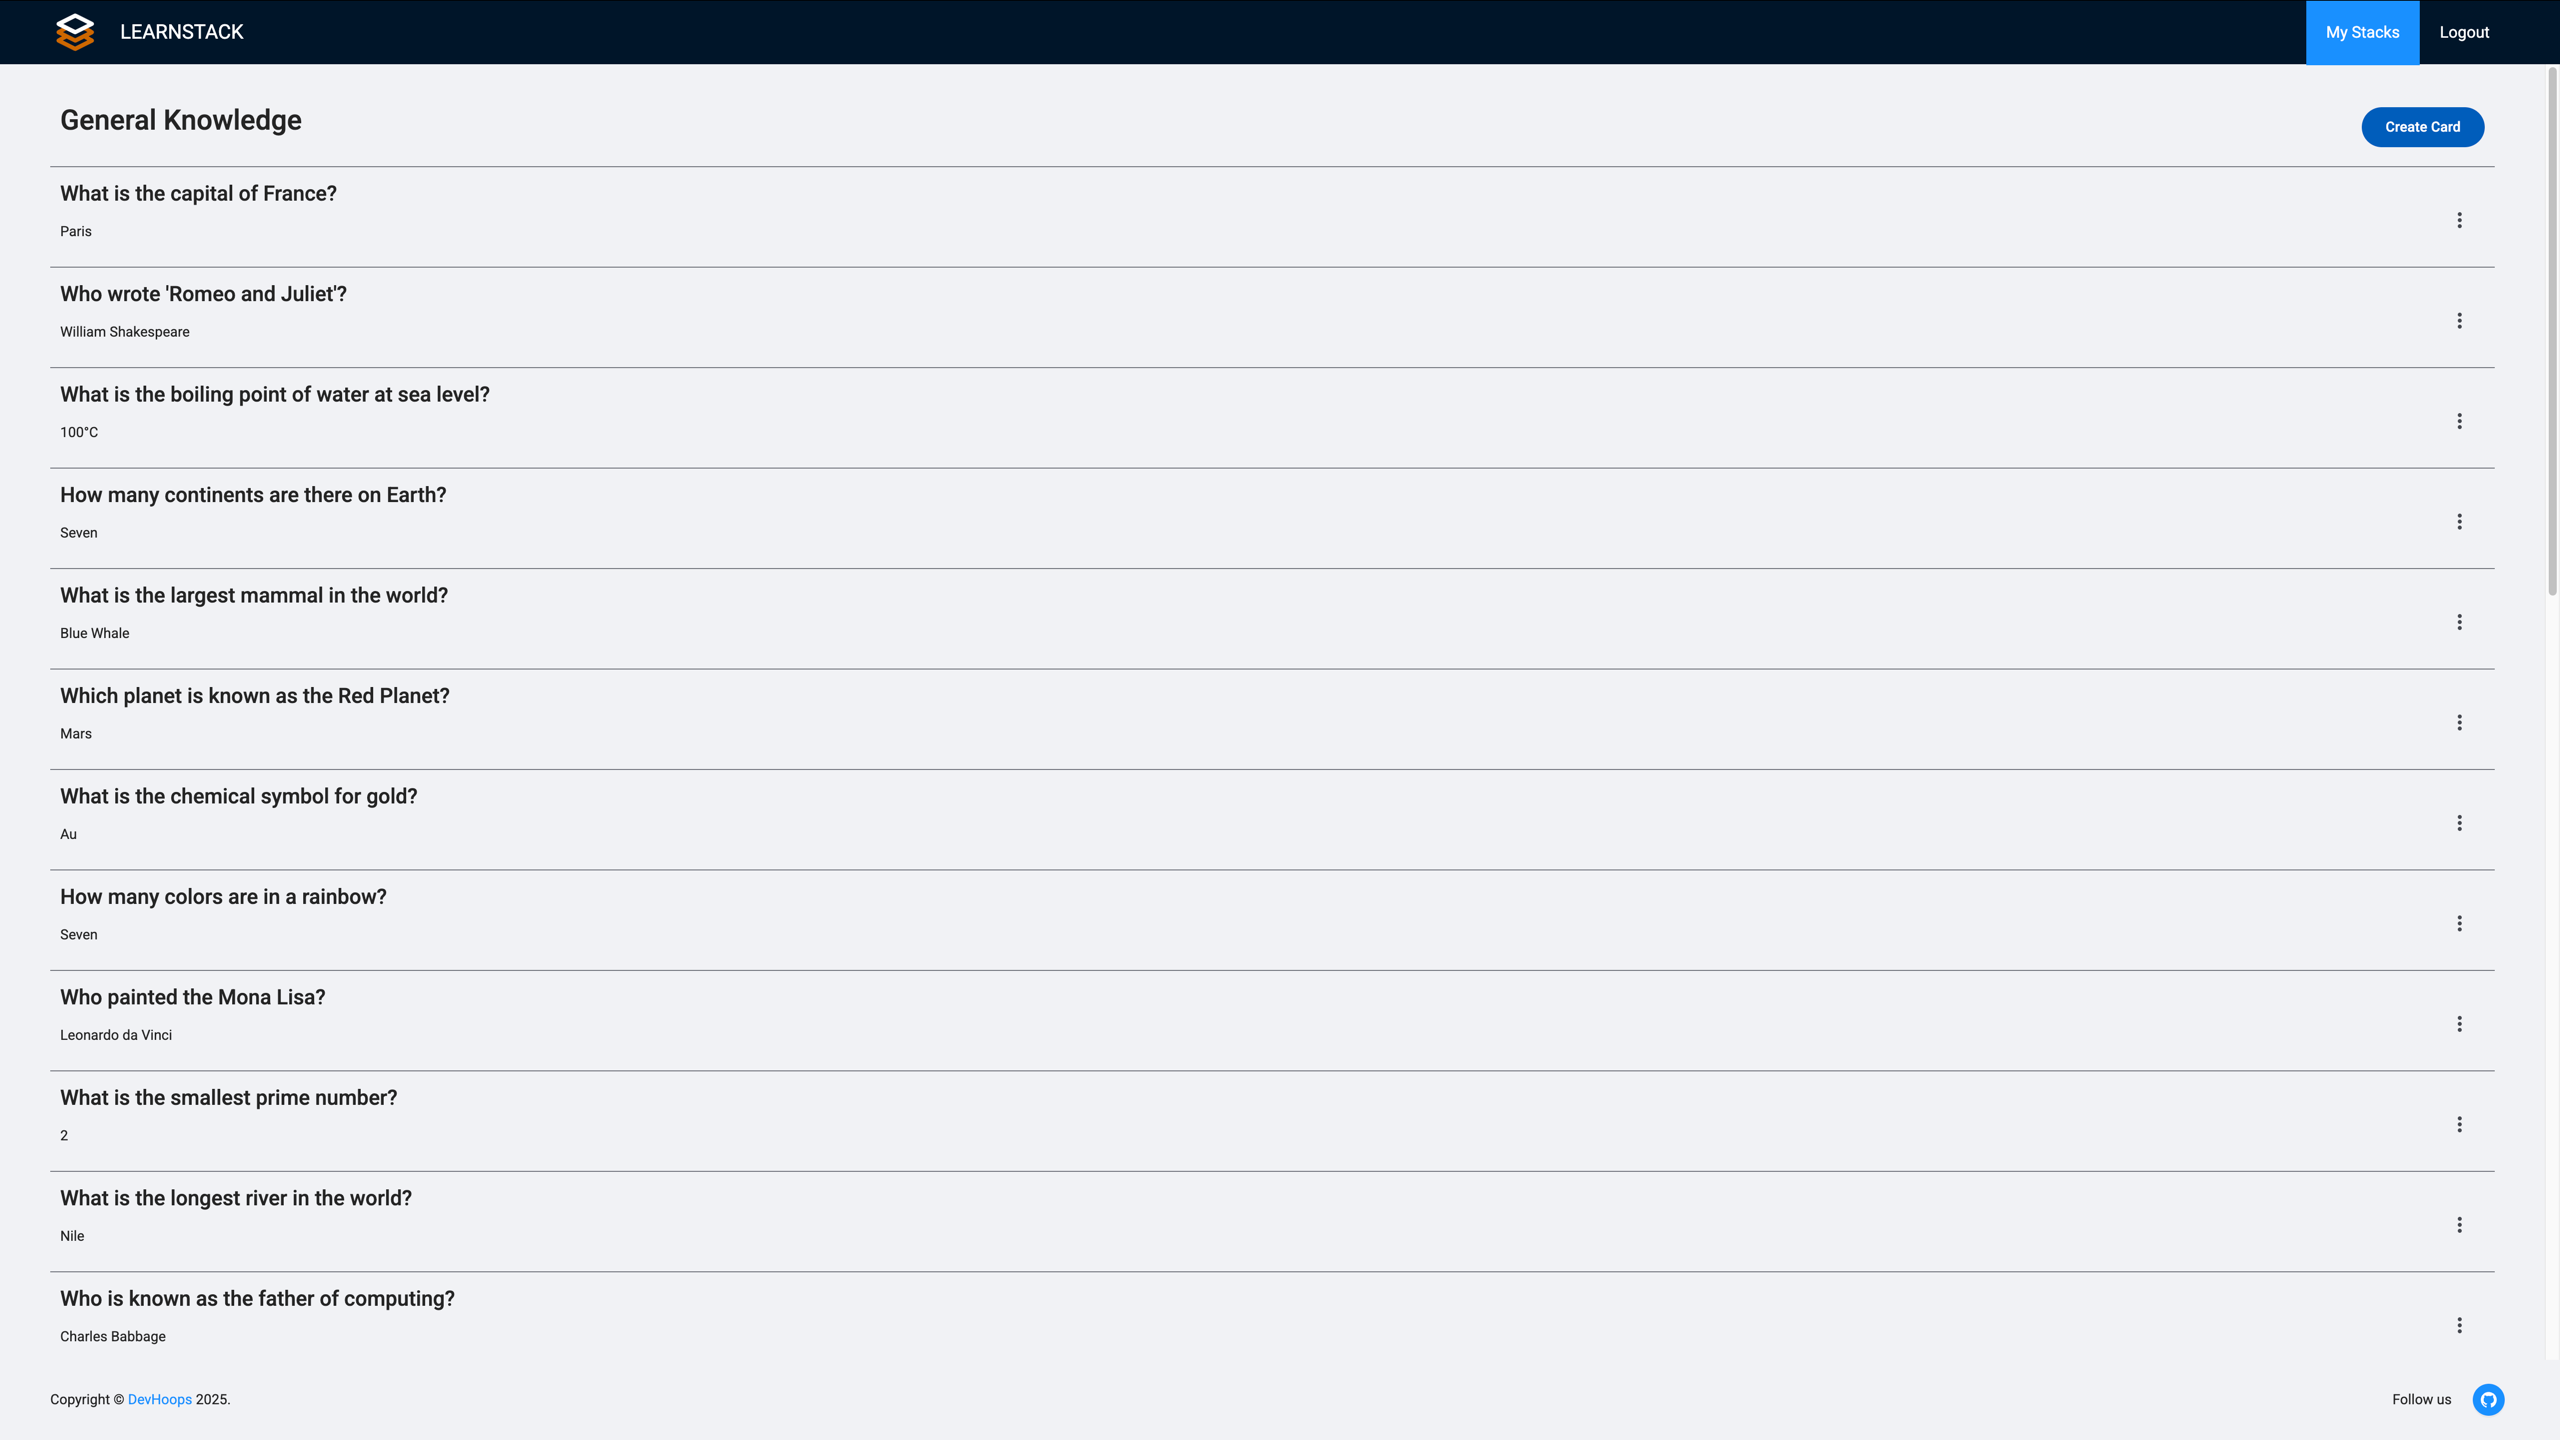 LEARNSTACK
My Stacks
Logout
General Knowledge
Create Card
What is the capital of France?
Paris
Who wrote 'Romeo and Juliet'?
William Shakespeare
What is the boiling point of water at sea level?
100°C
How many continents are there on Earth?
Seven
What is the largest mammal in the world?
Blue Whale
Which planet is known as the Red Planet?
Mars
What is the chemical symbol for gold?
Au
How many colors are in a rainbow?
Seven
Who painted the Mona Lisa?
Leonardo da Vinci
What is the smallest prime number?
2
What is the longest river in the world?
Nile
Who is known as the father of computing?
Charles Babbage
Copyright © DevHoops 2025.
Follow us